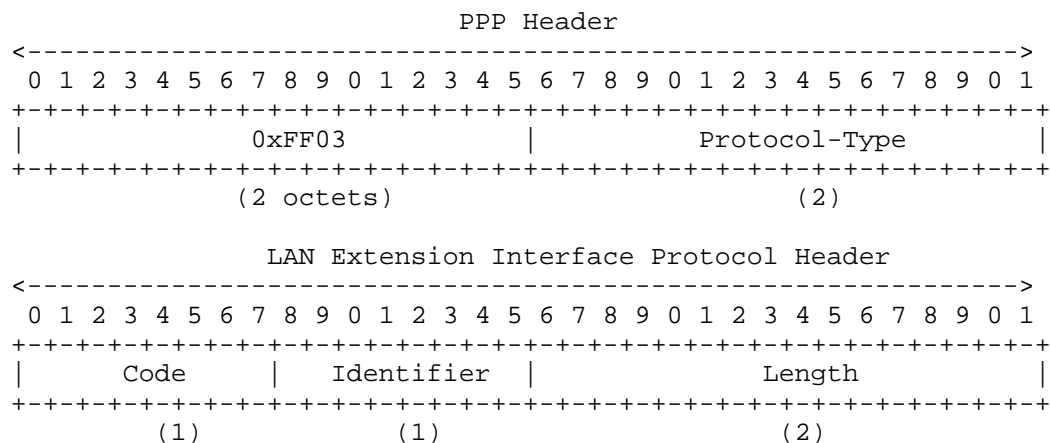 PPP Header
<-------------------------------------------------------------->
 0 1 2 3 4 5 6 7 8 9 0 1 2 3 4 5 6 7 8 9 0 1 2 3 4 5 6 7 8 9 0 1
+-+-+-+-+-+-+-+-+-+-+-+-+-+-+-+-+-+-+-+-+-+-+-+-+-+-+-+-+-+-+-+-+
|              0xFF03           |          Protocol-Type        |
+-+-+-+-+-+-+-+-+-+-+-+-+-+-+-+-+-+-+-+-+-+-+-+-+-+-+-+-+-+-+-+-+
              (2 octets)                          (2)
                LAN Extension Interface Protocol Header
<-------------------------------------------------------------->
 0 1 2 3 4 5 6 7 8 9 0 1 2 3 4 5 6 7 8 9 0 1 2 3 4 5 6 7 8 9 0 1
+-+-+-+-+-+-+-+-+-+-+-+-+-+-+-+-+-+-+-+-+-+-+-+-+-+-+-+-+-+-+-+-+
|      Code     |   Identifier  |              Length           |
+-+-+-+-+-+-+-+-+-+-+-+-+-+-+-+-+-+-+-+-+-+-+-+-+-+-+-+-+-+-+-+-+
         (1)            (1)                      (2)